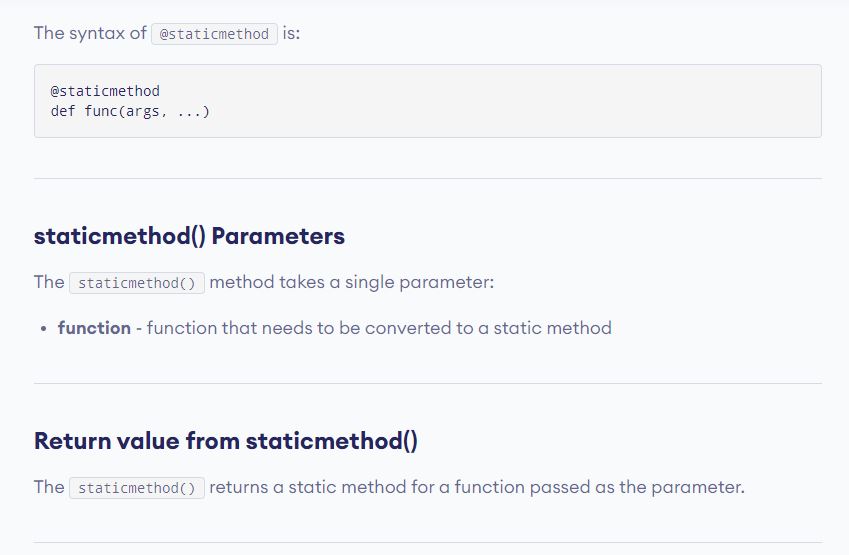 The syntax of @staticmethod is:
@staticmethod
def func(args, ...)
staticmethod() Parameters
The staticmethod() method takes a single parameter:
• function - function that needs to be converted to a static method
Return value from staticmethod()
The staticmethod() returns a static method for a function passed as the parameter.